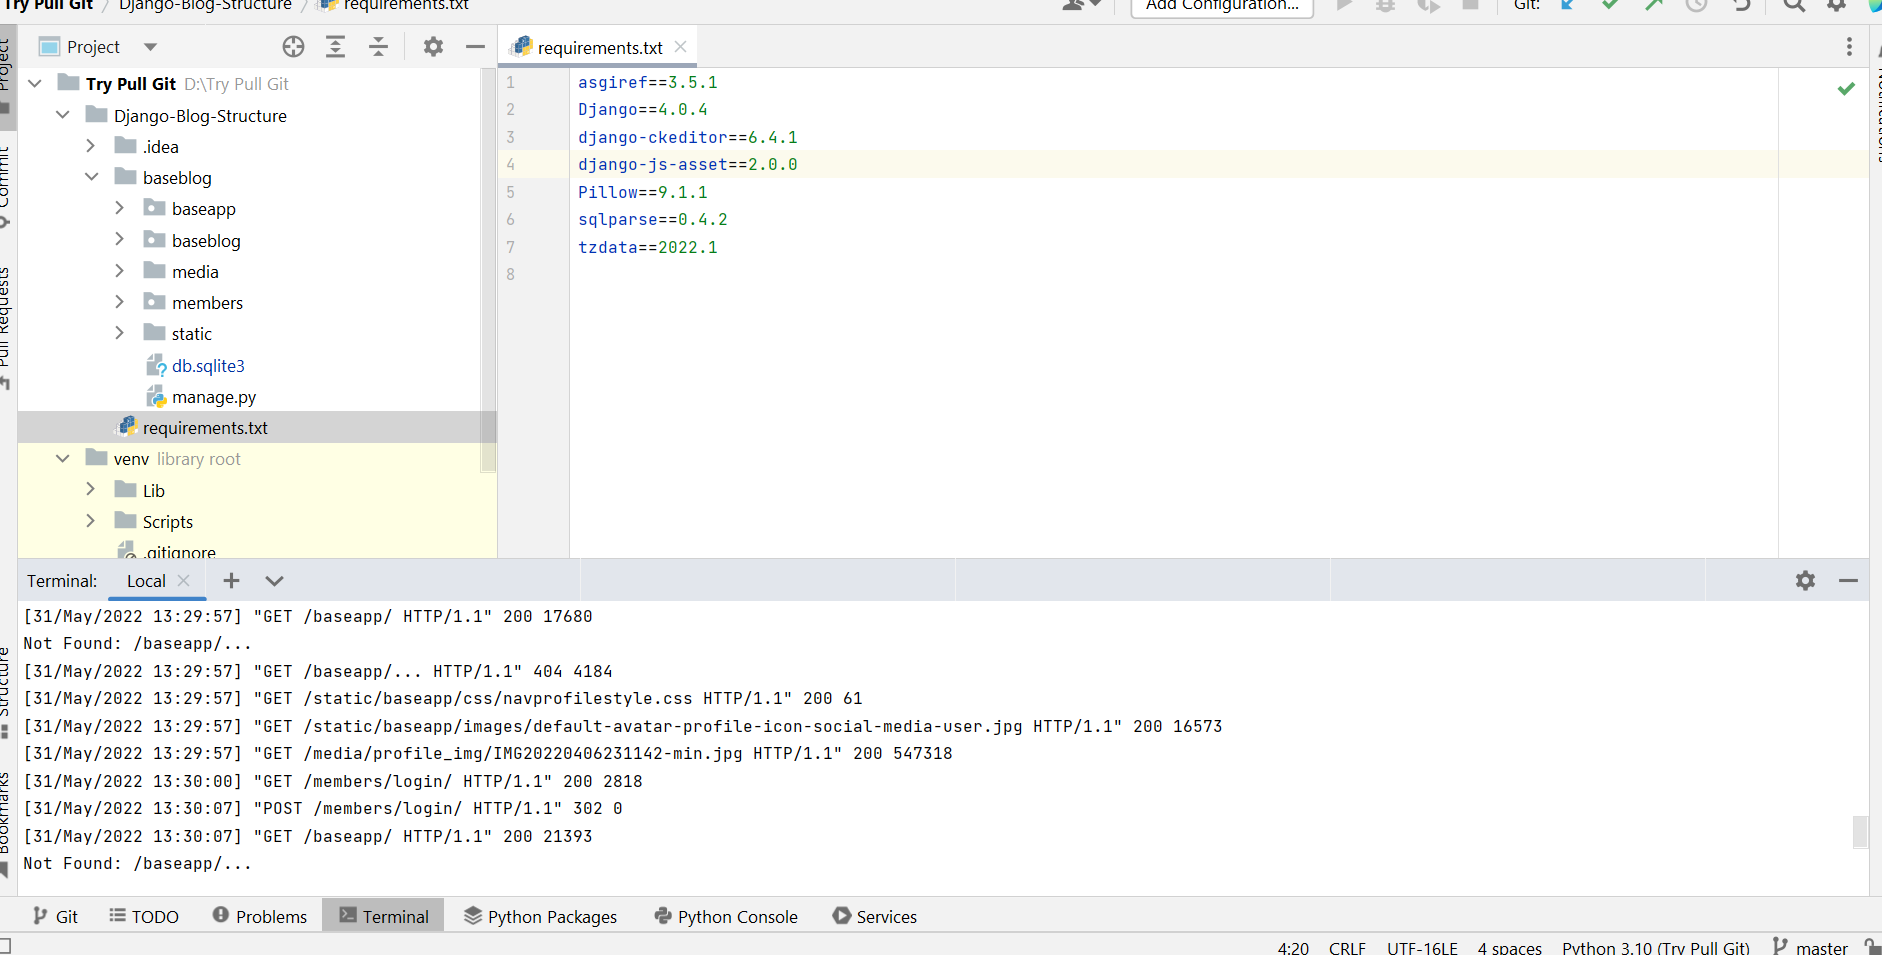 Try Pull Git Django-Blog-Structure requirements.txt
Add Configuration...
Git:
Project
requirements.txt
Project
Commit
Pull Requests
Structure
Bookmarks
Notifications
Try Pull Git D:\Try Pull Git
Django-Blog-Structure
.idea
baseblog
baseapp
baseblog
media
members
static
db.sqlite3
manage.py
requirements.txt
venv library root
Lib
Scripts
.gitignore
1 asgiref==3.5.1
2 Django==4.0.4
3 django-ckeditor==6.4.1
4 django-js-asset==2.0.0
5 Pillow==9.1.1
6 sqlparse==0.4.2
7 tzdata==2022.1
8
Terminal: Local
[31/May/2022 13:29:57] "GET /baseapp/ HTTP/1.1" 200 17680
Not Found: /baseapp/...
[31/May/2022 13:29:57] "GET /baseapp/... HTTP/1.1" 404 4184
[31/May/2022 13:29:57] "GET /static/baseapp/css/navprofilestyle.css HTTP/1.1" 200 61
[31/May/2022 13:29:57] "GET /static/baseapp/images/default-avatar-profile-icon-social-media-user.jpg HTTP/1.1" 200 16573
[31/May/2022 13:29:57] "GET /media/profile_img/IMG20220406231142-min.jpg HTTP/1.1" 200 547318
[31/May/2022 13:30:00] "GET /members/login/ HTTP/1.1" 200 2818
[31/May/2022 13:30:07] "POST /members/login/ HTTP/1.1" 302 0
[31/May/2022 13:30:07] "GET /baseapp/ HTTP/1.1" 200 21393
Not Found: /baseapp/...
Git TODO Problems Terminal Python Packages Python Console Services
4:20 CRLF UTF-16LE 4 spaces Python 3.10 (Try Pull Git) master